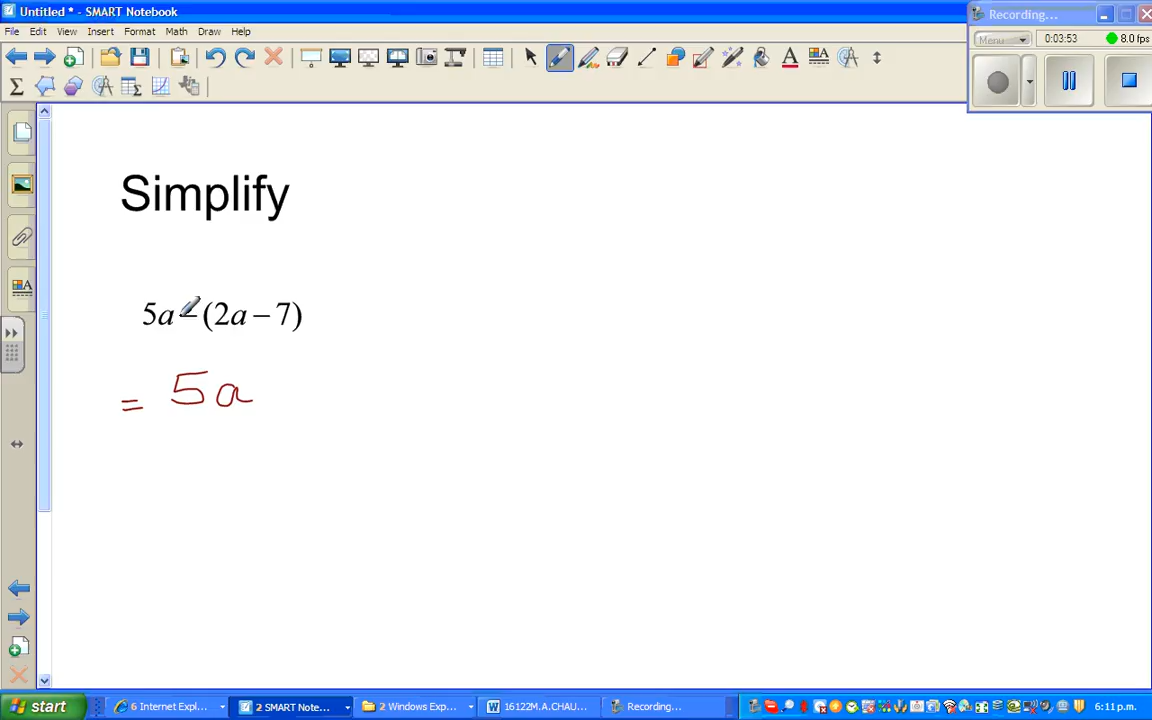 Untitled * - SMART Notebook
Recording...
File Edit View Insert Format Math Draw Help
Menu 0:03:53 8.0 fps
Simplify
5a – (2a – 7)
= 5a
start 6 Internet Expl... 2 SMART Note... 2 Windows Exp... 16122M.A.CHAU... Recording... 6:11 p.m.